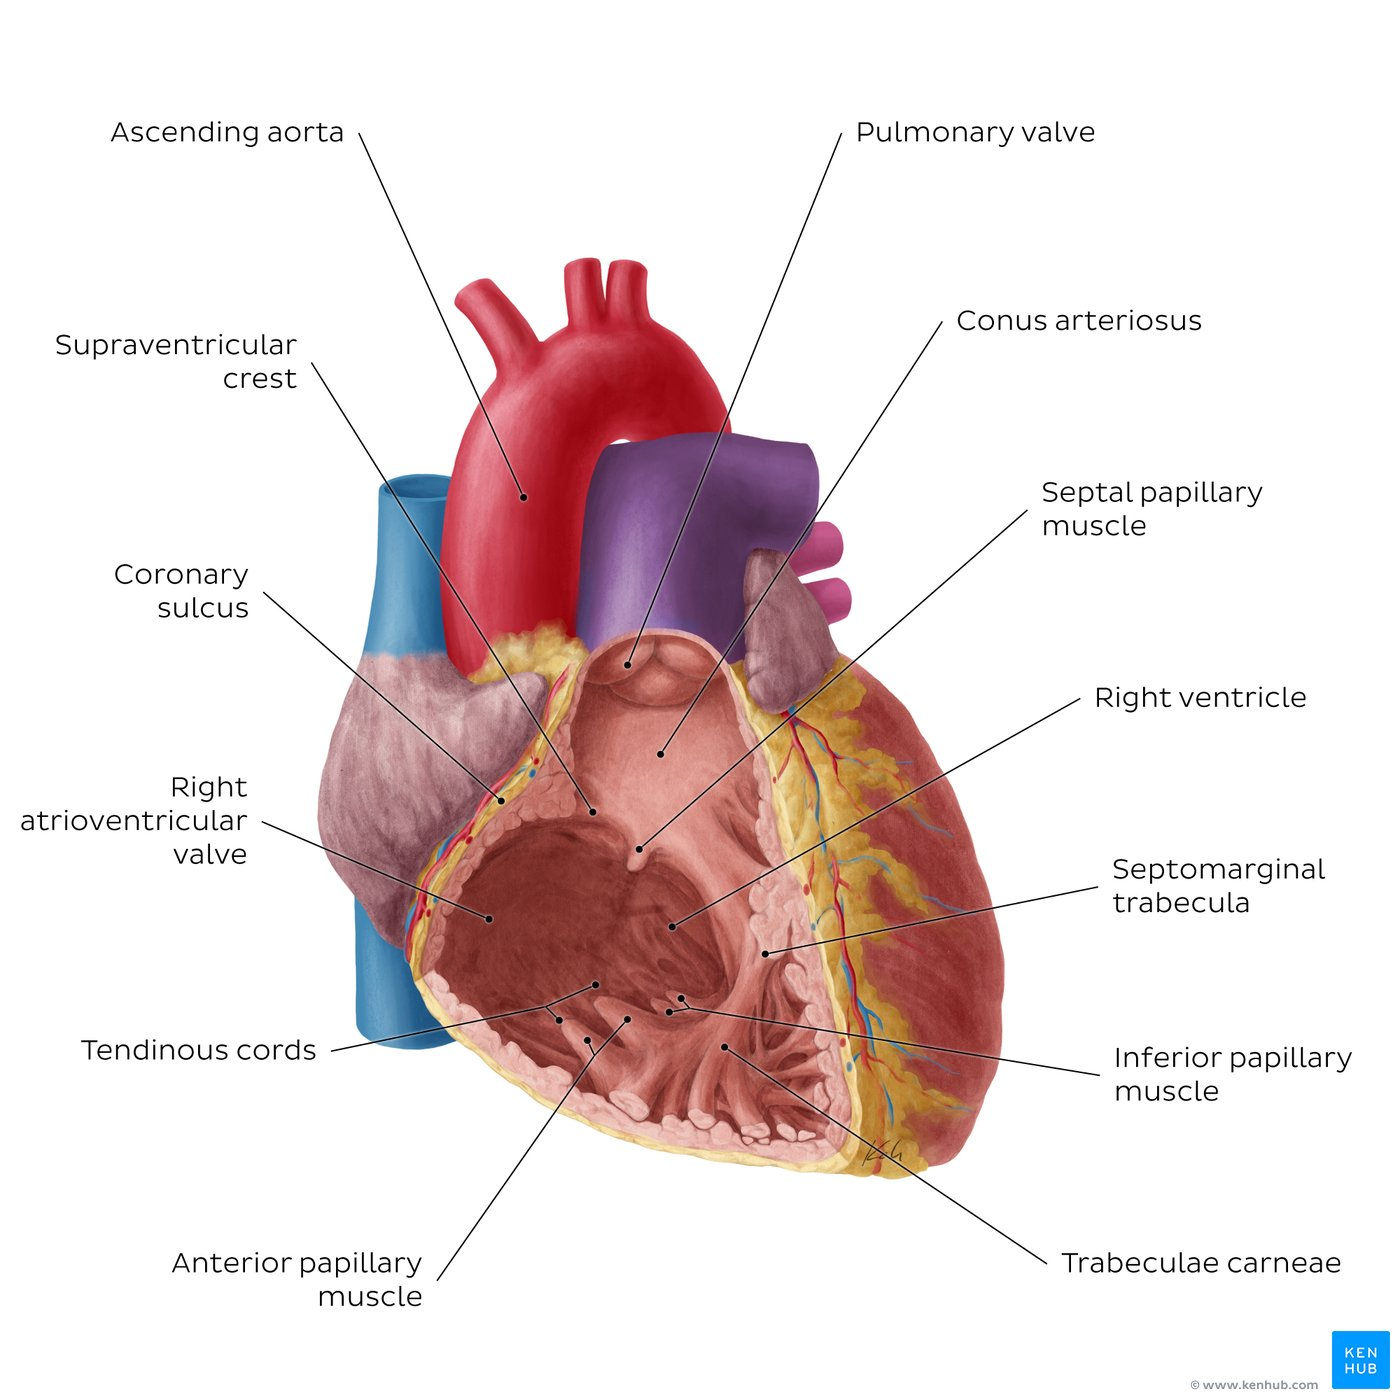 Ascending aorta
Pulmonary valve
Conus arteriosus
Supraventricular
crest
Septal papillary
muscle
Coronary
sulcus
Right ventricle
Right
atrioventricular
valve
Septomarginal
trabecula
Tendinous cords
Inferior papillary
muscle
Anterior papillary
muscle
Trabeculae carneae
KEN
HUB
© www.kenhub.com